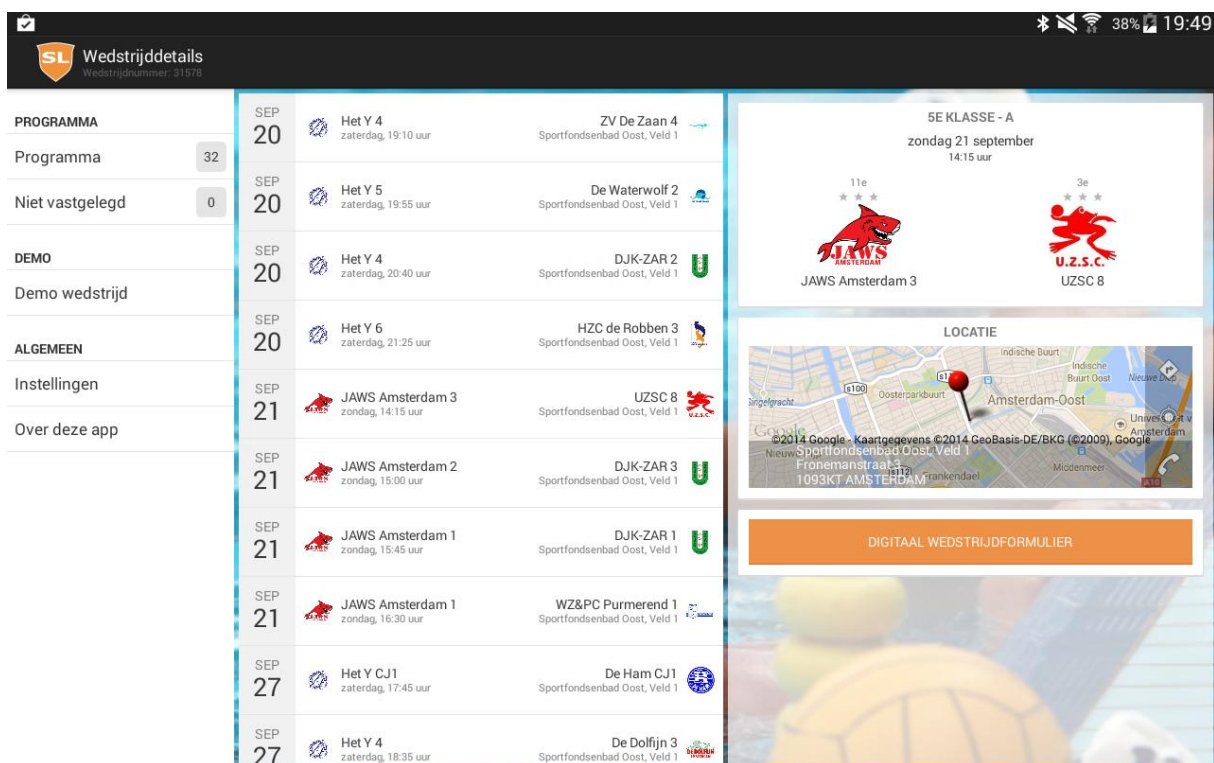 38% 19:49
SL
Wedstrijddetails
Wedstrijdnummer: 31578
PROGRAMMA
Programma 32
Niet vastgelegd 0
DEMO
Demo wedstrijd
ALGEMEEN
Instellingen
Over deze app
SEP 20
Het Y 4 ZV De Zaan 4
zaterdag, 19:10 uur Sportfondsenbad Oost, Veld 1
SEP 20
Het Y 5 De Waterwolf 2
zaterdag, 19:55 uur Sportfondsenbad Oost, Veld 1
SEP 20
Het Y 4 DJK-ZAR 2
zaterdag, 20:40 uur Sportfondsenbad Oost, Veld 1
SEP 20
Het Y 6 HZC de Robben 3
zaterdag, 21:25 uur Sportfondsenbad Oost, Veld 1
SEP 21
JAWS Amsterdam 3 UZSC 8
zondag, 14:15 uur Sportfondsenbad Oost, Veld 1
SEP 21
JAWS Amsterdam 2 DJK-ZAR 3
zondag, 15:00 uur Sportfondsenbad Oost, Veld 1
SEP 21
JAWS Amsterdam 1 DJK-ZAR 1
zondag, 15:45 uur Sportfondsenbad Oost, Veld 1
SEP 21
JAWS Amsterdam 1 WZ&PC Purmerend 1
zondag, 16:30 uur Sportfondsenbad Oost, Veld 1
SEP 27
Het Y CJ1 De Ham CJ1
zaterdag, 17:45 uur Sportfondsenbad Oost, Veld 1
SEP 27
Het Y 4 De Dolfijn 3
zaterdag, 18:35 uur Sportfondsenbad Oost, Veld 1
5E KLASSE - A
zondag 21 september
14:15 uur
11e 3e
JAWS
AMSTERDAM
U.Z.S.C.
JAWS Amsterdam 3 UZSC 8
LOCATIE
Indische Buurt
Indische
Buurt Oost
Nieuwe Diep
s100
Oosterparkbuurt
Amsterdam-Oost
Singelgracht
Amsterdam
Google
©2014 Google - Kaartgegevens ©2014 GeoBasis-DE/BKG (©2009), Google
Sportfondsenbad Oost, Veld 1
Fronemanstraat 3
1093KT AMSTERDAM
s112
Frankendael
Middenmeer
A10
DIGITAAL WEDSTRIJDFORMULIER